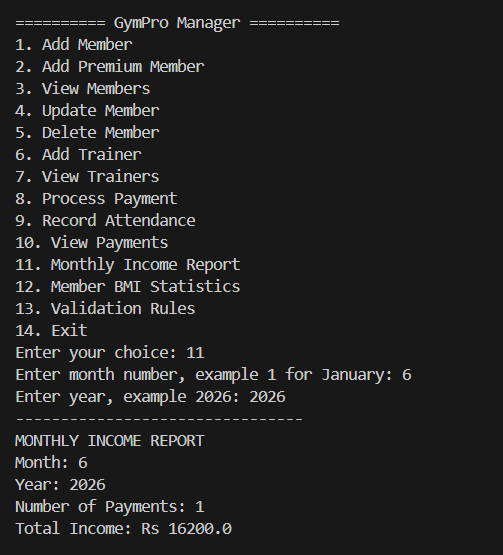 ========== GymPro Manager ==========
1. Add Member
2. Add Premium Member
3. View Members
4. Update Member
5. Delete Member
6. Add Trainer
7. View Trainers
8. Process Payment
9. Record Attendance
10. View Payments
11. Monthly Income Report
12. Member BMI Statistics
13. Validation Rules
14. Exit
Enter your choice: 11
Enter month number, example 1 for January: 6
Enter year, example 2026: 2026
--------------------------------
MONTHLY INCOME REPORT
Month: 6
Year: 2026
Number of Payments: 1
Total Income: Rs 16200.0